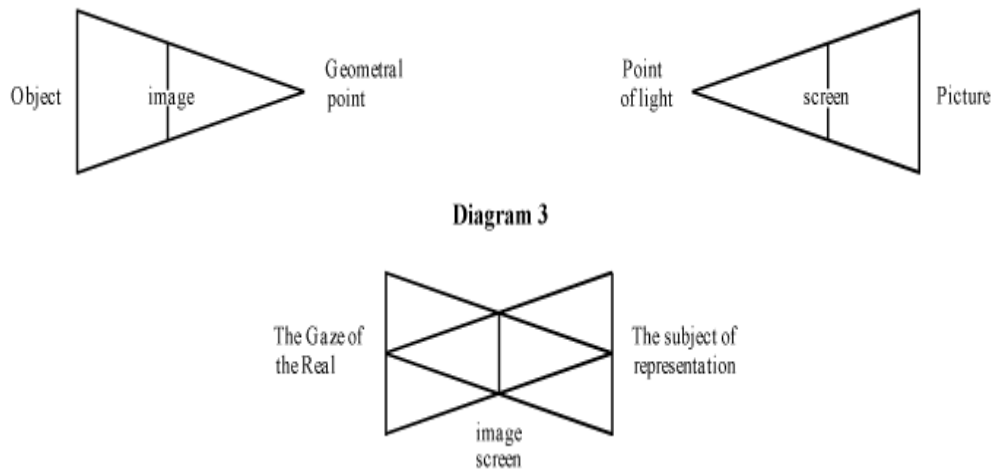 Object
image
Geometral
point
Point
of light
screen
Picture
Diagram 3
The Gaze of
the Real
The subject of
representation
image
screen